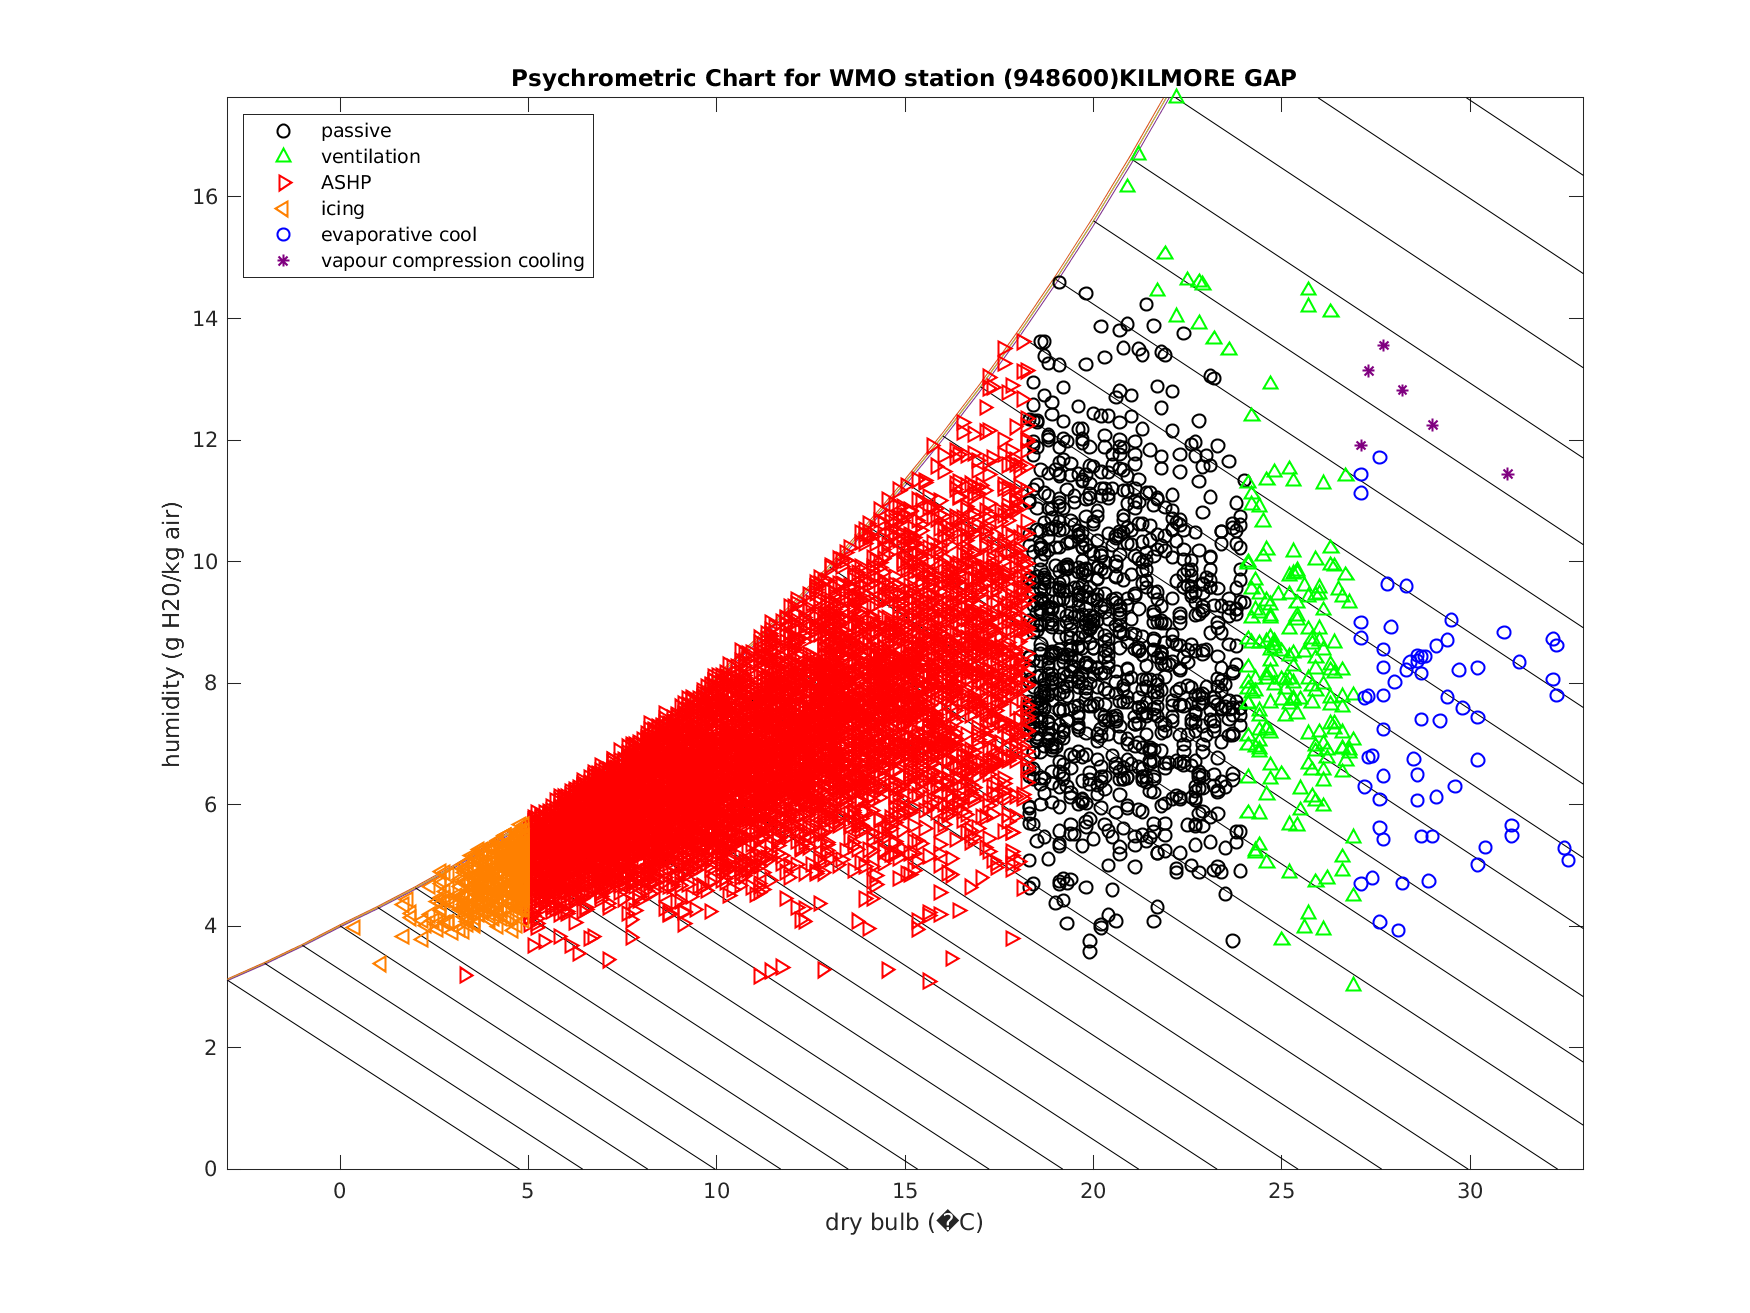 Psychrometric Chart for WMO station (948600)KILMORE GAP
passive
ventilation
ASHP
icing
evaporative cool
vapour compression cooling
humidity (g H20/kg air)
16
14
12
10
8
6
4
2
0
0 5 10 15 20 25 30
dry bulb (�C)